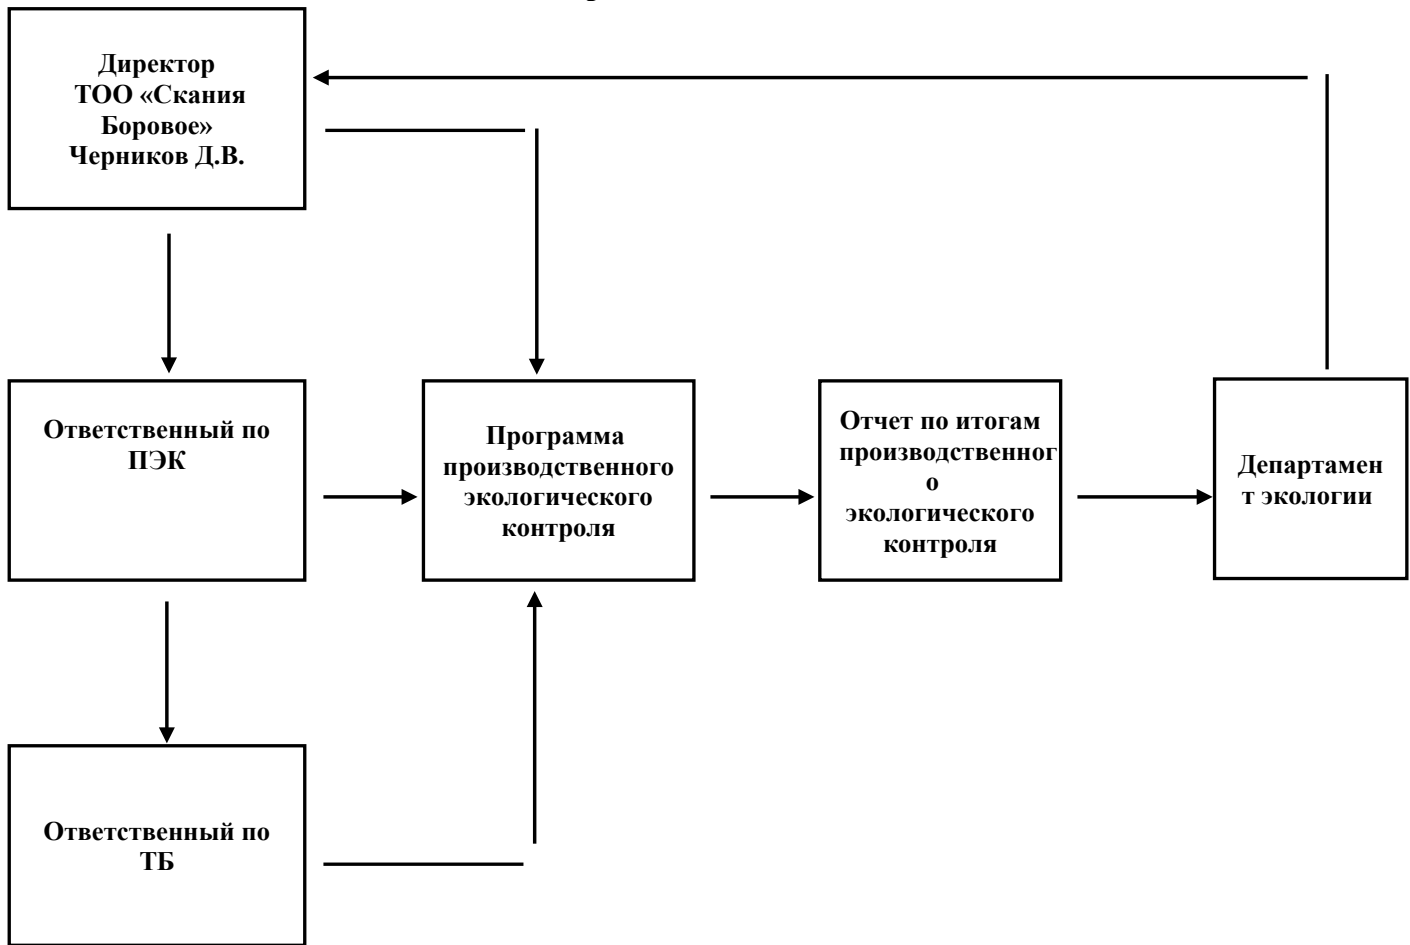 Директор
ТОО «Скания
Боровое»
Черников Д.В.
Ответственный по
ПЭК
Программа
производственного
экологического
контроля
Отчет по итогам
производственног
о
экологического
контроля
Департамен
т экологии
Ответственный по
ТБ